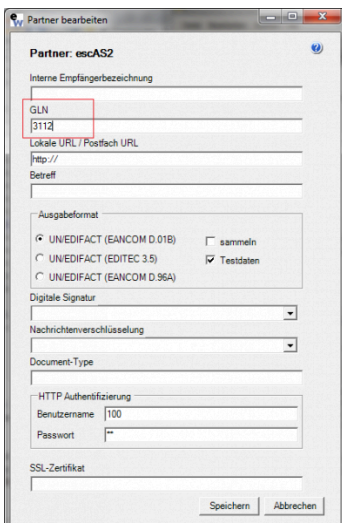 Partner bearbeiten
Partner: escAS2
Interne Empfängerbezeichnung
GLN
3112
Lokale URL / Postfach URL
http://
Betreff
Ausgabeformat
UN/EDIFACT (EANCOM D.01B)
sammeln
UN/EDIFACT (EDITEC 3.5)
Testdaten
UN/EDIFACT (EANCOM D.96A)
Digitale Signatur
Nachrichtenverschlüsselung
Document-Type
HTTP Authentifizierung
Benutzername 100
Passwort **
SSL-Zertifikat
Speichern Abbrechen